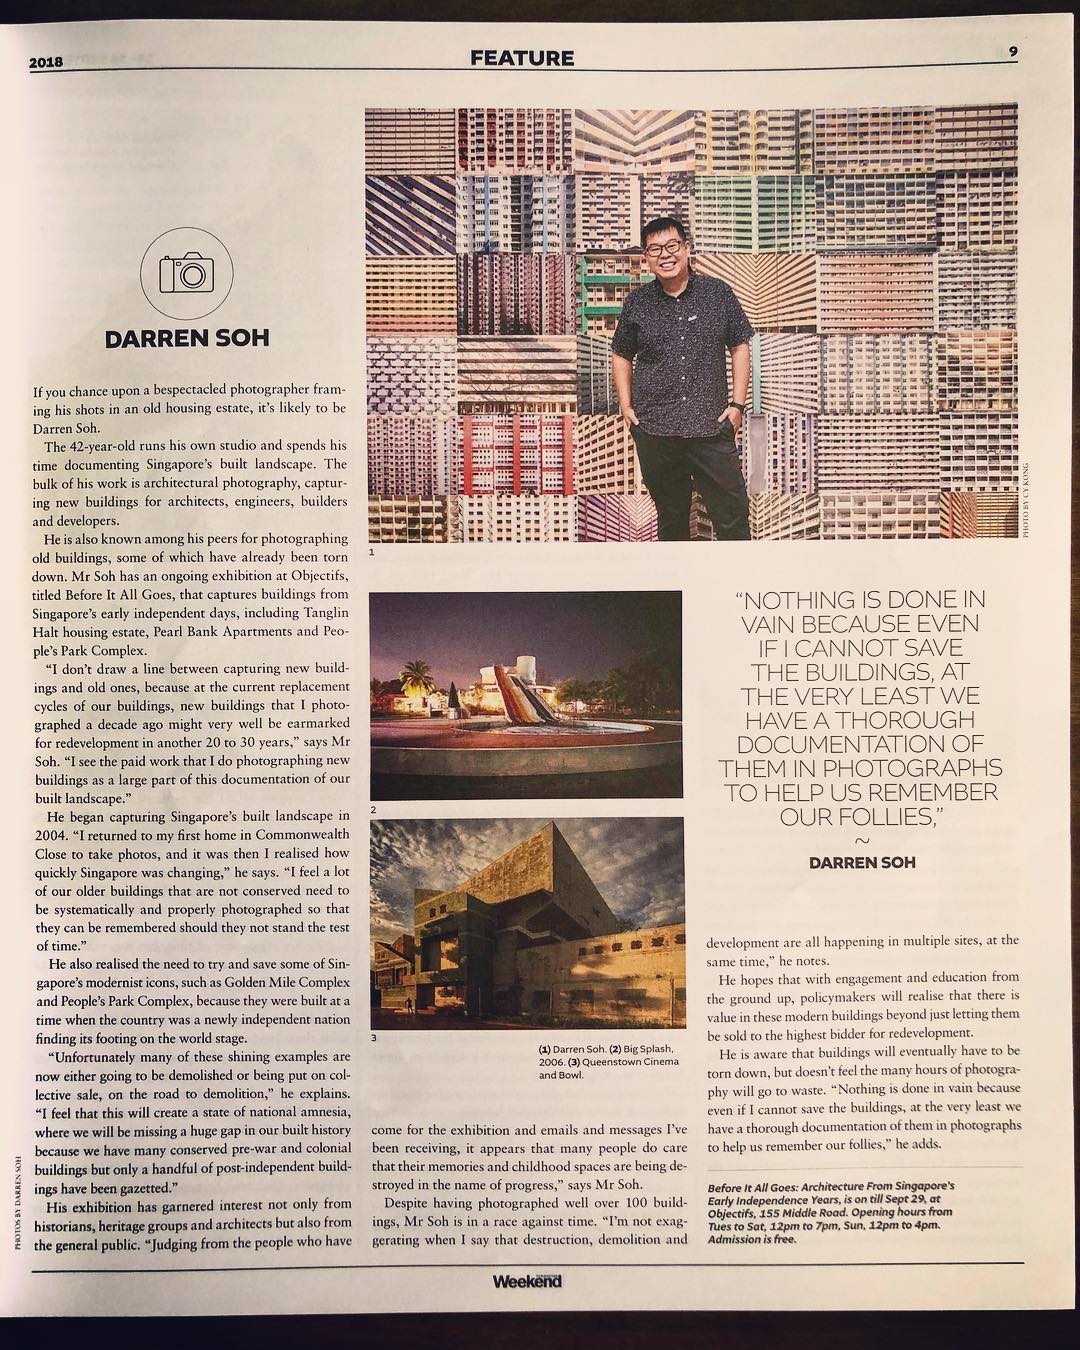 2018
FEATURE
9
DARREN SOH
If you chance upon a bespectacled photographer fram-
ing his shots in an old housing estate, it's likely to be
Darren Soh.
The 42-year-old runs his own studio and spends his
time documenting Singapore's built landscape. The
bulk of his work is architectural photography, captur-
ing new buildings for architects, engineers, builders
and developers.
He is also known among his peers for photographing
old buildings, some of which have already been torn
down. Mr Soh has an ongoing exhibition at Objectifs,
titled Before It All Goes, that captures buildings from
Singapore's early independent days, including Tanglin
Halt housing estate, Pearl Bank Apartments and Peo-
ple's Park Complex.
"I don't draw a line between capturing new build-
ings and old ones, because at the current replacement
cycles of our buildings, new buildings that I photo-
graphed a decade ago might very well be earmarked
for redevelopment in another 20 to 30 years," says Mr
Soh. "I see the paid work that I do photographing new
buildings as a large part of this documentation of our
built landscape."
He began capturing Singapore's built landscape in
2004. "I returned to my first home in Commonwealth
Close to take photos, and it was then I realised how
quickly Singapore was changing," he says. "I feel a lot
of our older buildings that are not conserved need to
be systematically and properly photographed so that
they can be remembered should they not stand the test
of time."
He also realised the need to try and save some of Sin-
gapore's modernist icons, such as Golden Mile Complex
and People's Park Complex, because they were built at a
time when the country was a newly independent nation
finding its footing on the world stage.
"Unfortunately many of these shining examples are
now either going to be demolished or being put on col-
lective sale, on the road to demolition," he explains.
"I feel that this will create a state of national amnesia,
where we will be missing a huge gap in our built history
because we have many conserved pre-war and colonial
buildings but only a handful of post-independent build-
ings have been gazetted."
His exhibition has garnered interest not only from
historians, heritage groups and architects but also from
the general public. "Judging from the people who have
PHOTOS BY DARREN SOH
PHOTO BY CY KONG
1
2
3
(1) Darren Soh. (2) Big Splash,
2006. (3) Queenstown Cinema
and Bowl.
come for the exhibition and emails and messages I've
been receiving, it appears that many people do care
that their memories and childhood spaces are being de-
stroyed in the name of progress," says Mr Soh.
Despite having photographed well over 100 build-
ings, Mr Soh is in a race against time. "I'm not exag-
gerating when I say that destruction, demolition and
"NOTHING IS DONE IN
VAIN BECAUSE EVEN
IF I CANNOT SAVE
THE BUILDINGS, AT
THE VERY LEAST WE
HAVE A THOROUGH
DOCUMENTATION OF
THEM IN PHOTOGRAPHS
TO HELP US REMEMBER
OUR FOLLIES,"
~
DARREN SOH
development are all happening in multiple sites, at the
same time," he notes.
He hopes that with engagement and education from
the ground up, policymakers will realise that there is
value in these modern buildings beyond just letting them
be sold to the highest bidder for redevelopment.
He is aware that buildings will eventually have to be
torn down, but doesn't feel the many hours of photogra-
phy will go to waste. "Nothing is done in vain because
even if I cannot save the buildings, at the very least we
have a thorough documentation of them in photographs
to help us remember our follies," he adds.
Before It All Goes: Architecture From Singapore's
Early Independence Years, is on till Sept 29, at
Objectifs, 155 Middle Road. Opening hours from
Tues to Sat, 12pm to 7pm, Sun, 12pm to 4pm.
Admission is free.
Weekend